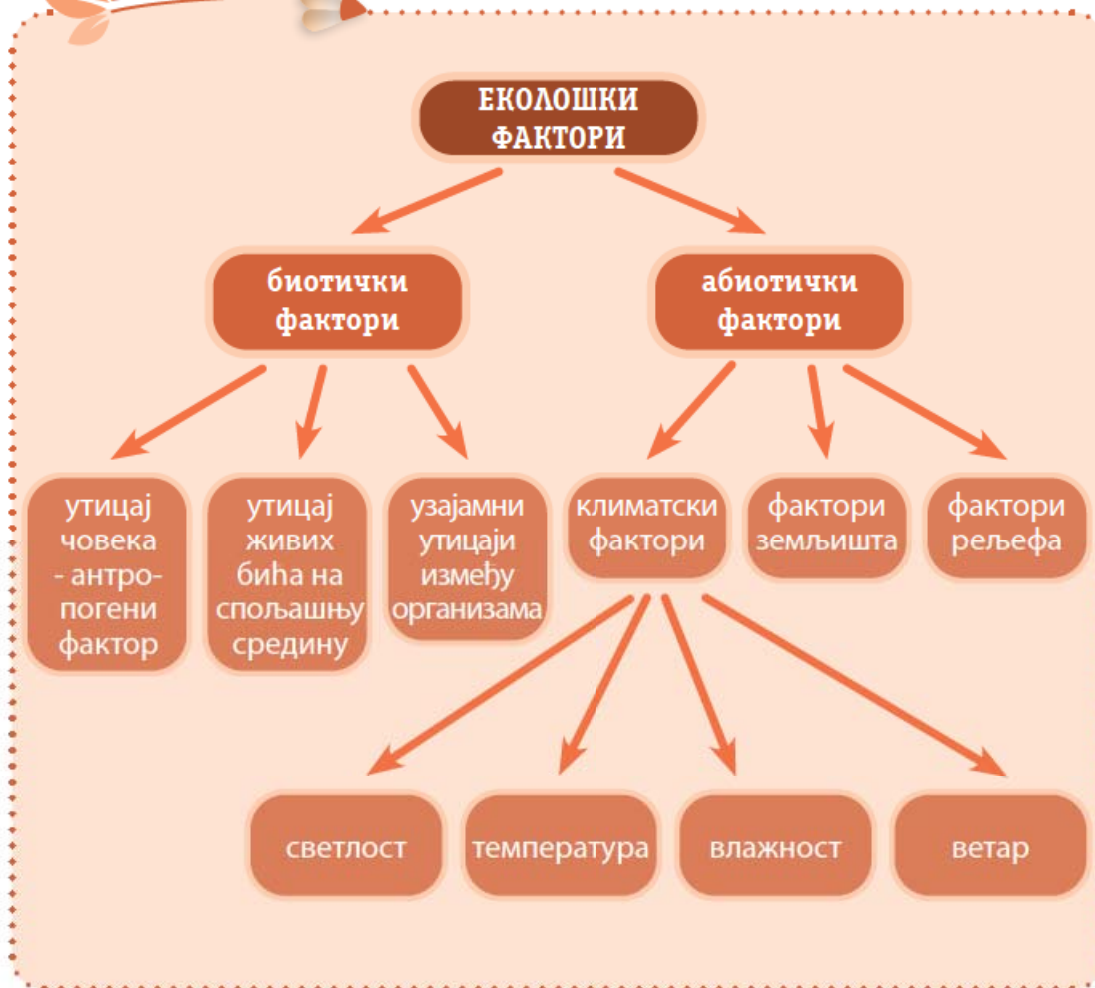 ЕКОЛОШКИ
ФАКТОРИ
биотички
фактори
абиотички
фактори
утицај
човека
- антро-
погени
фактор
утицај
живих
бића на
спољашњу
средину
узајамни
утицаји
између
организама
климатски
фактори
фактори
земљишта
фактори
рељефа
светлост
температура
влажност
ветар